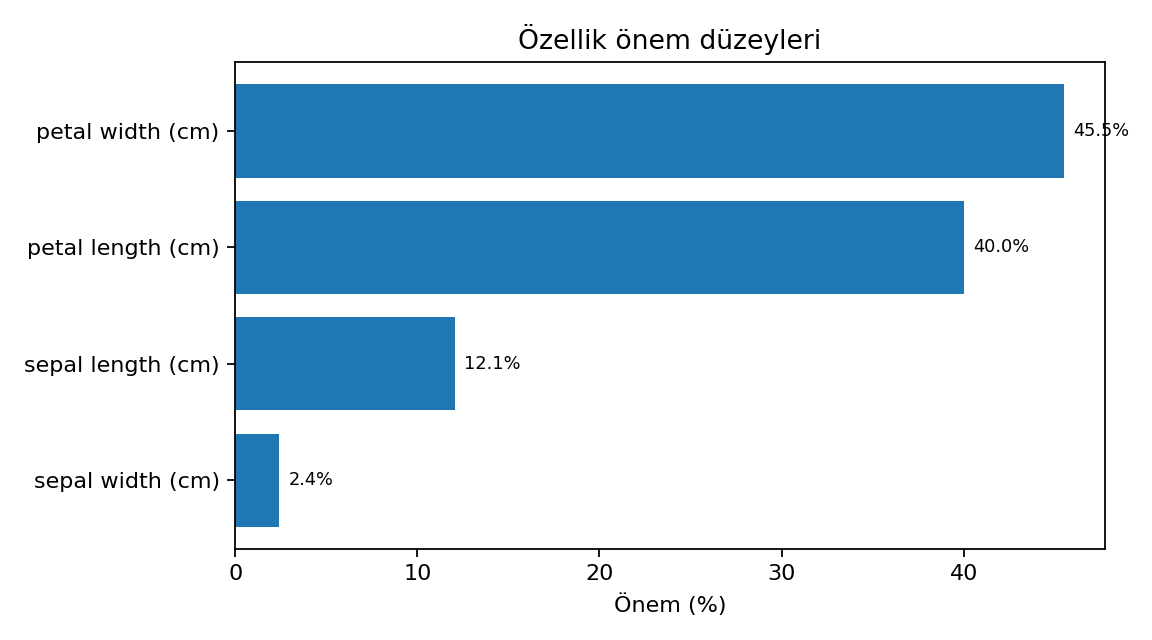 Özellik önem düzeyleri
petal width (cm)
45.5%
petal length (cm)
40.0%
sepal length (cm)
12.1%
sepal width (cm)
2.4%
0 10 20 30 40
Önem (%)